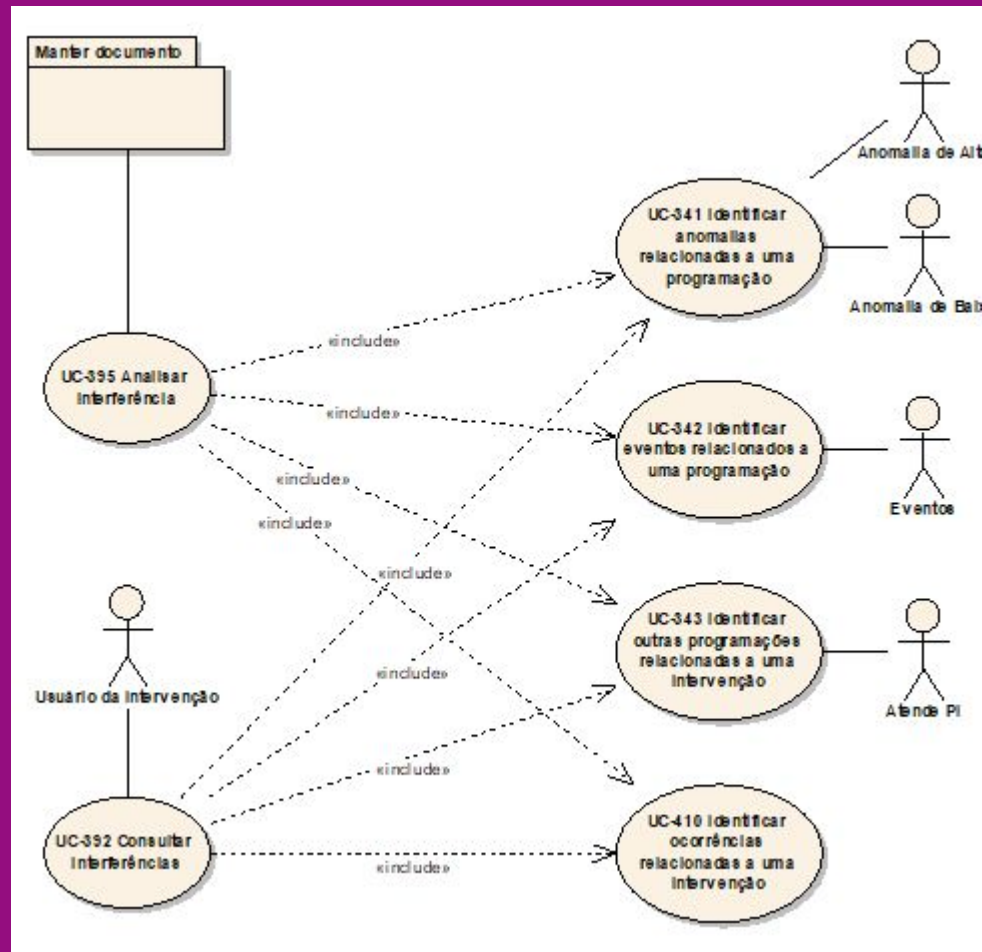 Manter documento
Anomalia de Alt
UC-341 Identificar
anomalias
relacionadas a uma
programação
Anomalia de Baix
«include»
UC-395 Analisar
Interferência
«include»
UC-342 Identificar
eventos relacionados a
uma programação
Eventos
«include»
«include»
«include»
UC-343 Identificar
outras programações
relacionadas a uma
Intervenção
Atende PI
Usuário da Intervenção
«include»
«include»
UC-392 Consultar
Interferências
«include»
UC-410 Identificar
ocorrências
relacionadas a uma
Intervenção